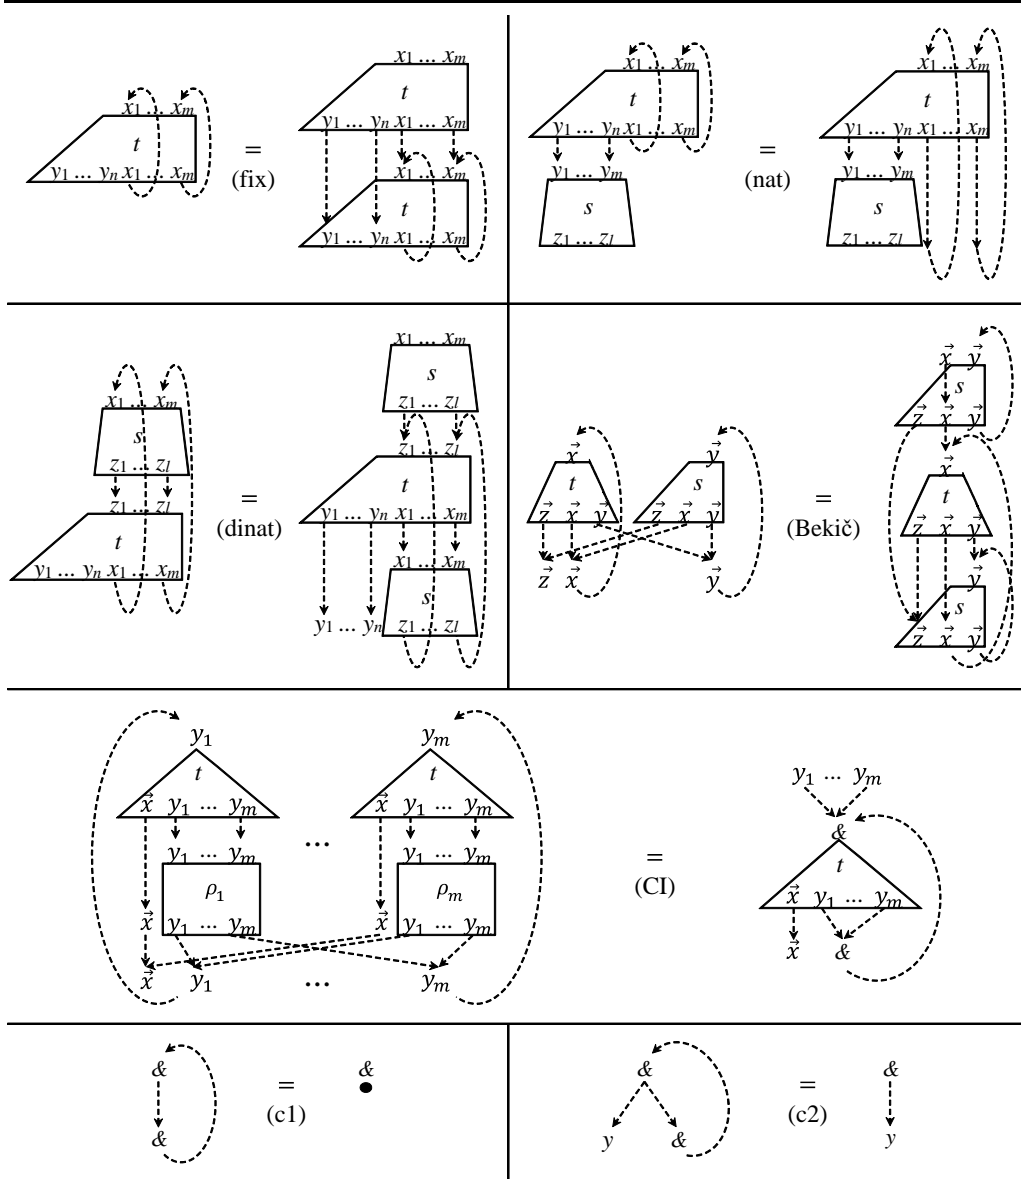 x1 ... xm
t
y1 ... yn x1 ... xm
=
(fix)
x1 ... xm
t
y1 ... yn x1 ... xm
x1 ... xm
t
y1 ... yn x1 ... xm
x1 ... xm
t
y1 ... yn x1 ... xm
y1 ... ym
s
z1 ... zl
=
(nat)
x1 ... xm
t
y1 ... yn x1 ... xm
y1 ... ym
s
z1 ... zl
x1 ... xm
s
z1 ... zl
z1 ... zl
t
y1 ... yn x1 ... xm
=
(dinat)
x1 ... xm
s
z1 ... zl
z1 ... zl
t
y1 ... yn x1 ... xm
x1 ... xm
s
y1 ... yn z1 ... zl
x⃗ y⃗
t s
z⃗ x⃗ y⃗ z⃗ x⃗ y⃗
z⃗ x⃗ y⃗
=
(Bekič)
x⃗ y⃗
s
z⃗ x⃗ y⃗
x⃗
t
z⃗ x⃗ y⃗
y⃗
s
z⃗ x⃗ y⃗
y1 ym
t t
x⃗ y1 ... ym x⃗ y1 ... ym
...
y1 ... ym y1 ... ym
ρ1 ρm
x⃗ y1 ... ym x⃗ y1 ... ym
x⃗ y1 ... ym
=
(CI)
y1 ... ym
&
t
x⃗ y1 ... ym
x⃗ &
&
&
=
(c1)
&
&
y &
=
(c2)
&
y